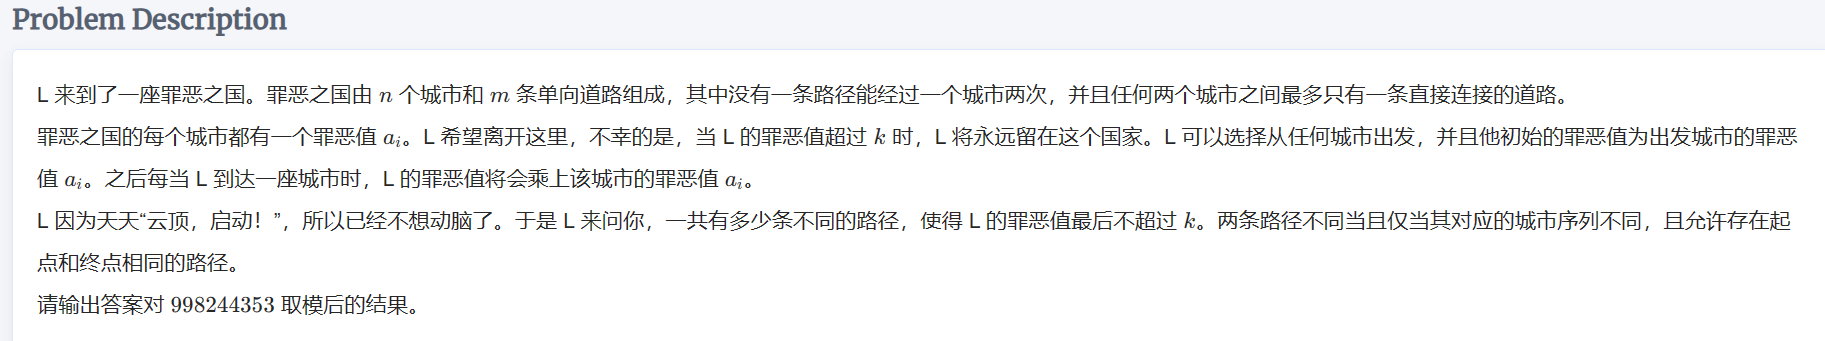 Problem Description
L 来到了一座罪恶之国。罪恶之国由 n 个城市和 m 条单向道路组成，其中没有一条路径能经过一个城市两次，并且任何两个城市之间最多只有一条直接连接的道路。
罪恶之国的每个城市都有一个罪恶值 a_i。L 希望离开这里，不幸的是，当 L 的罪恶值超过 k 时，L 将永远留在这个国家。L 可以选择从任何城市出发，并且他初始的罪恶值为出发城市的罪恶
值 a_i。之后每当 L 到达一座城市时，L 的罪恶值将会乘上该城市的罪恶值 a_i。
L 因为天天“云顶，启动！”，所以已经不想动脑了。于是 L 来问你，一共有多少条不同的路径，使得 L 的罪恶值最后不超过 k。两条路径不同当且仅当其对应的城市序列不同，且允许存在起
点和终点相同的路径。
请输出答案对 998244353 取模后的结果。